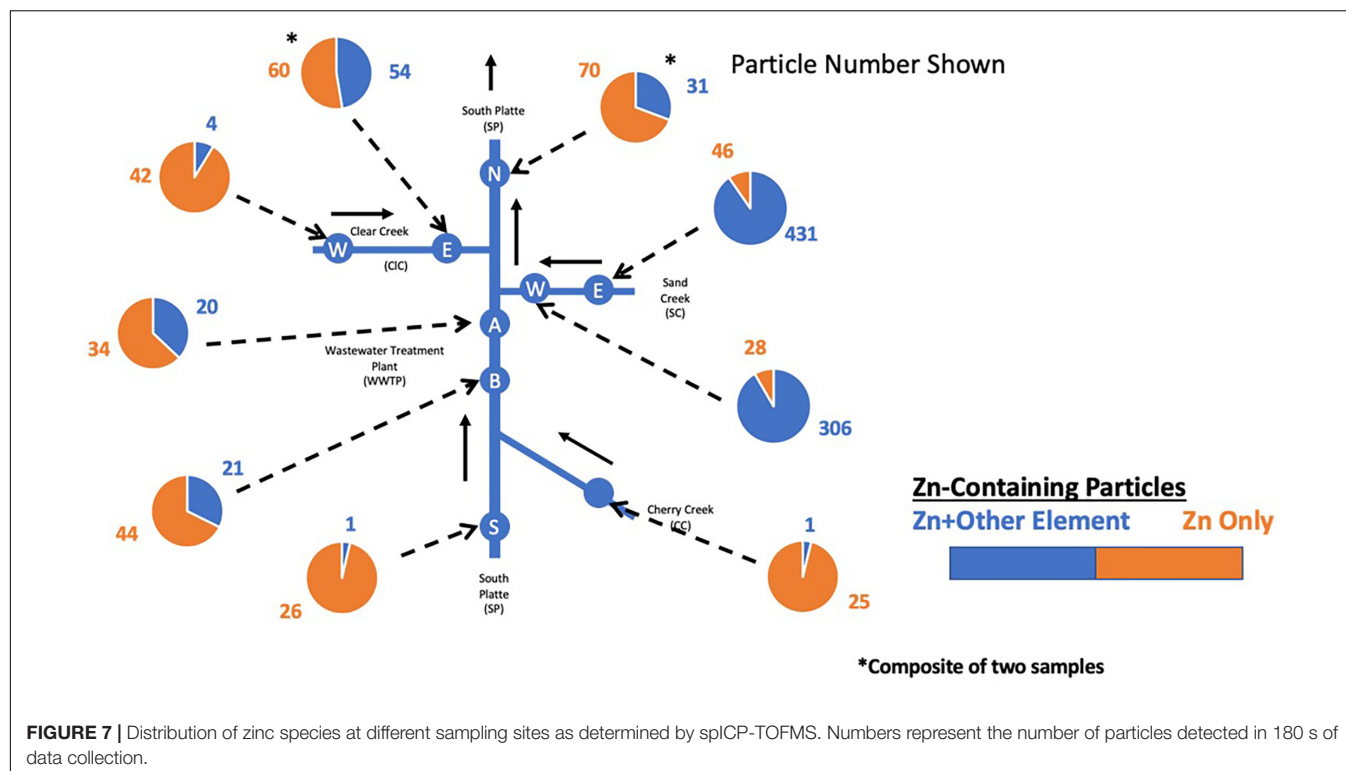 *
60
54
70
*
31
Particle Number Shown
South Platte
(SP)
4
42
46
431
N
Clear Creek
W
E
(ClC)
W
E
Sand
Creek
(SC)
20
34
A
Wastewater Treatment
Plant
(WWTP)
B
28
306
21
44
Cherry Creek
(CC)
S
1
26
South
Platte
(SP)
1
25
Zn-Containing Particles
Zn+Other Element Zn Only
*Composite of two samples
FIGURE 7 | Distribution of zinc species at different sampling sites as determined by spICP-TOFMS. Numbers represent the number of particles detected in 180 s of
data collection.